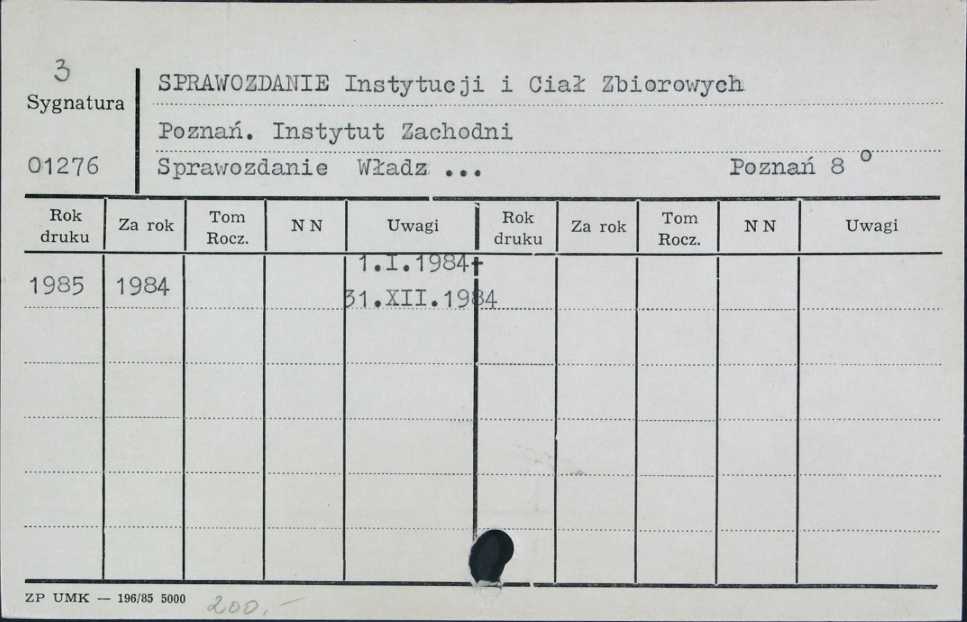 3
SPRAWOZDANIE Instytucji i Ciał Zbiorowych
Sygnatura
Poznań. Instytut Zachodni
01276 Sprawozdanie Władz ... Poznań 8 º
Rok druku Za rok Tom Rocz. N N Uwagi Rok druku Za rok Tom Rocz. N N Uwagi
1985 1984 1.I.1984+
31.XII.1984
ZP UMK — 196/85 5000 200.—